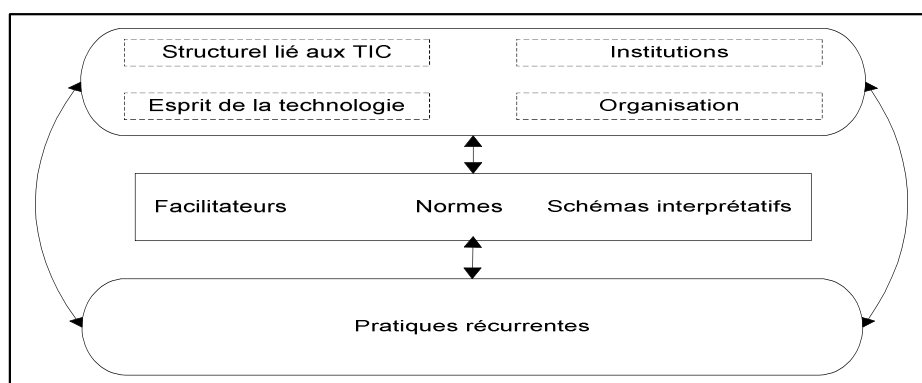 Structurel lié aux TIC
Institutions
Esprit de la technologie
Organisation
Facilitateurs Normes Schémas interprétatifs
Pratiques récurrentes